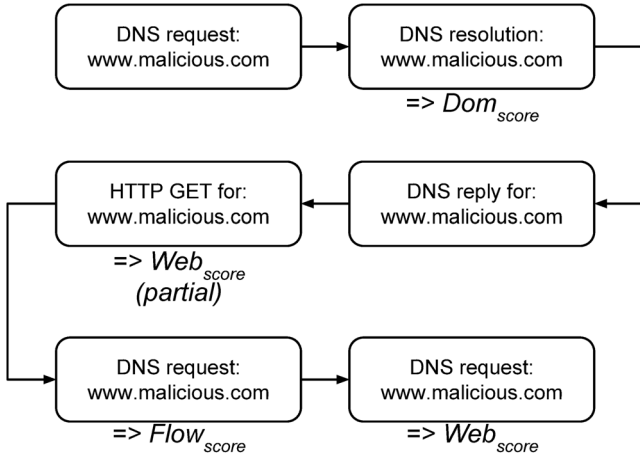 DNS request:
www.malicious.com
DNS resolution:
www.malicious.com
=> Domscore
HTTP GET for:
www.malicious.com
=> Webscore
(partial)
DNS reply for:
www.malicious.com
DNS request:
www.malicious.com
=> Flowscore
DNS request:
www.malicious.com
=> Webscore